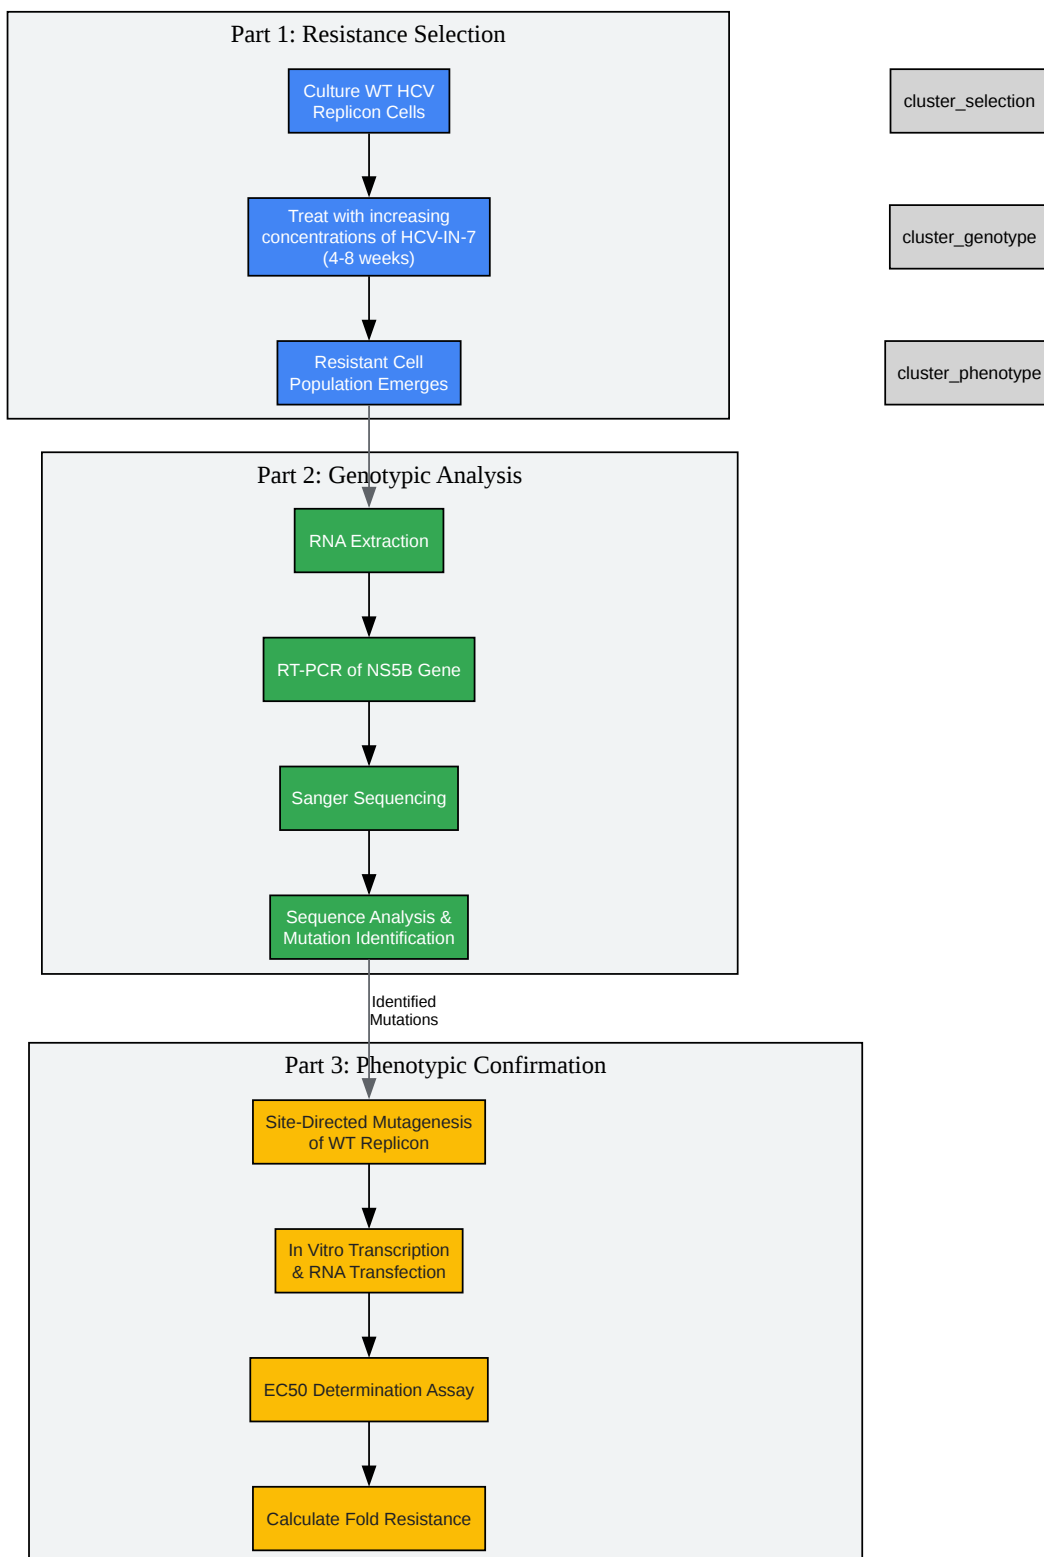 Part 1: Resistance Selection
Culture WT HCV
Replicon Cells
Treat with increasing
concentrations of HCV-IN-7
(4-8 weeks)
Resistant Cell
Population Emerges
cluster_selection
cluster_genotype
cluster_phenotype
Part 2: Genotypic Analysis
RNA Extraction
RT-PCR of NS5B Gene
Sanger Sequencing
Sequence Analysis &
Mutation Identification
Identified
Mutations
Part 3: Phenotypic Confirmation
Site-Directed Mutagenesis
of WT Replicon
In Vitro Transcription
& RNA Transfection
EC50 Determination Assay
Calculate Fold Resistance